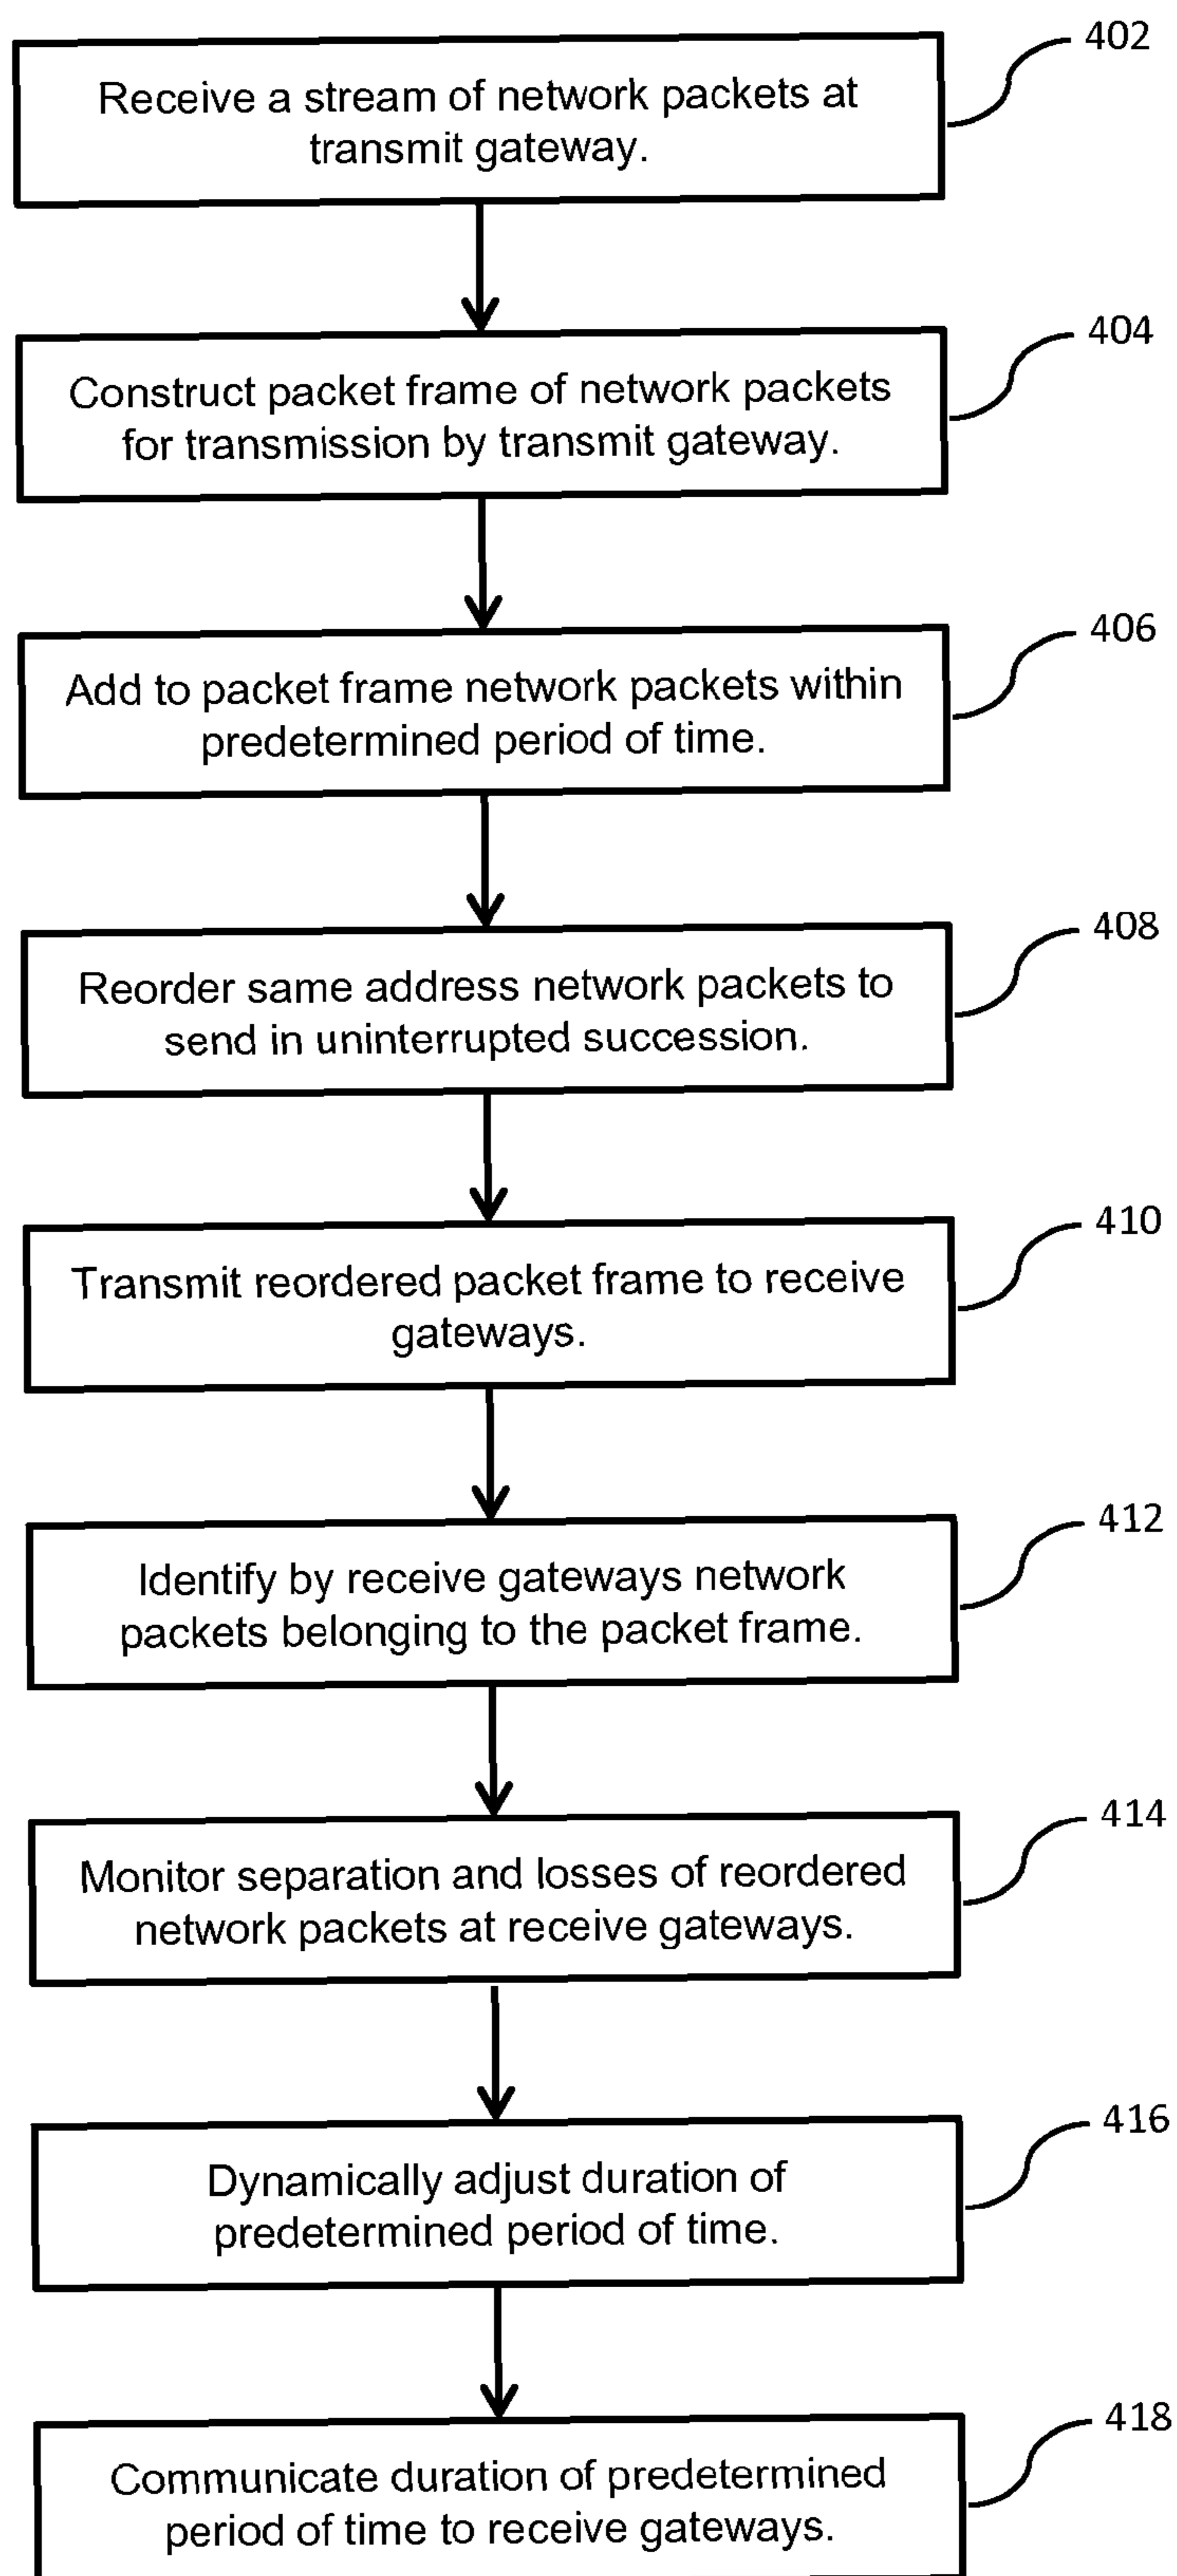 402
Receive a stream of network packets at
transmit gateway.
404
Construct packet frame of network packets
for transmission by transmit gateway.
406
Add to packet frame network packets within
predetermined period of time.
408
Reorder same address network packets to
send in uninterrupted succession.
410
Transmit reordered packet frame to receive
gateways.
412
Identify by receive gateways network
packets belonging to the packet frame.
414
Monitor separation and losses of reordered
network packets at receive gateways.
416
Dynamically adjust duration of
predetermined period of time.
418
Communicate duration of predetermined
period of time to receive gateways.